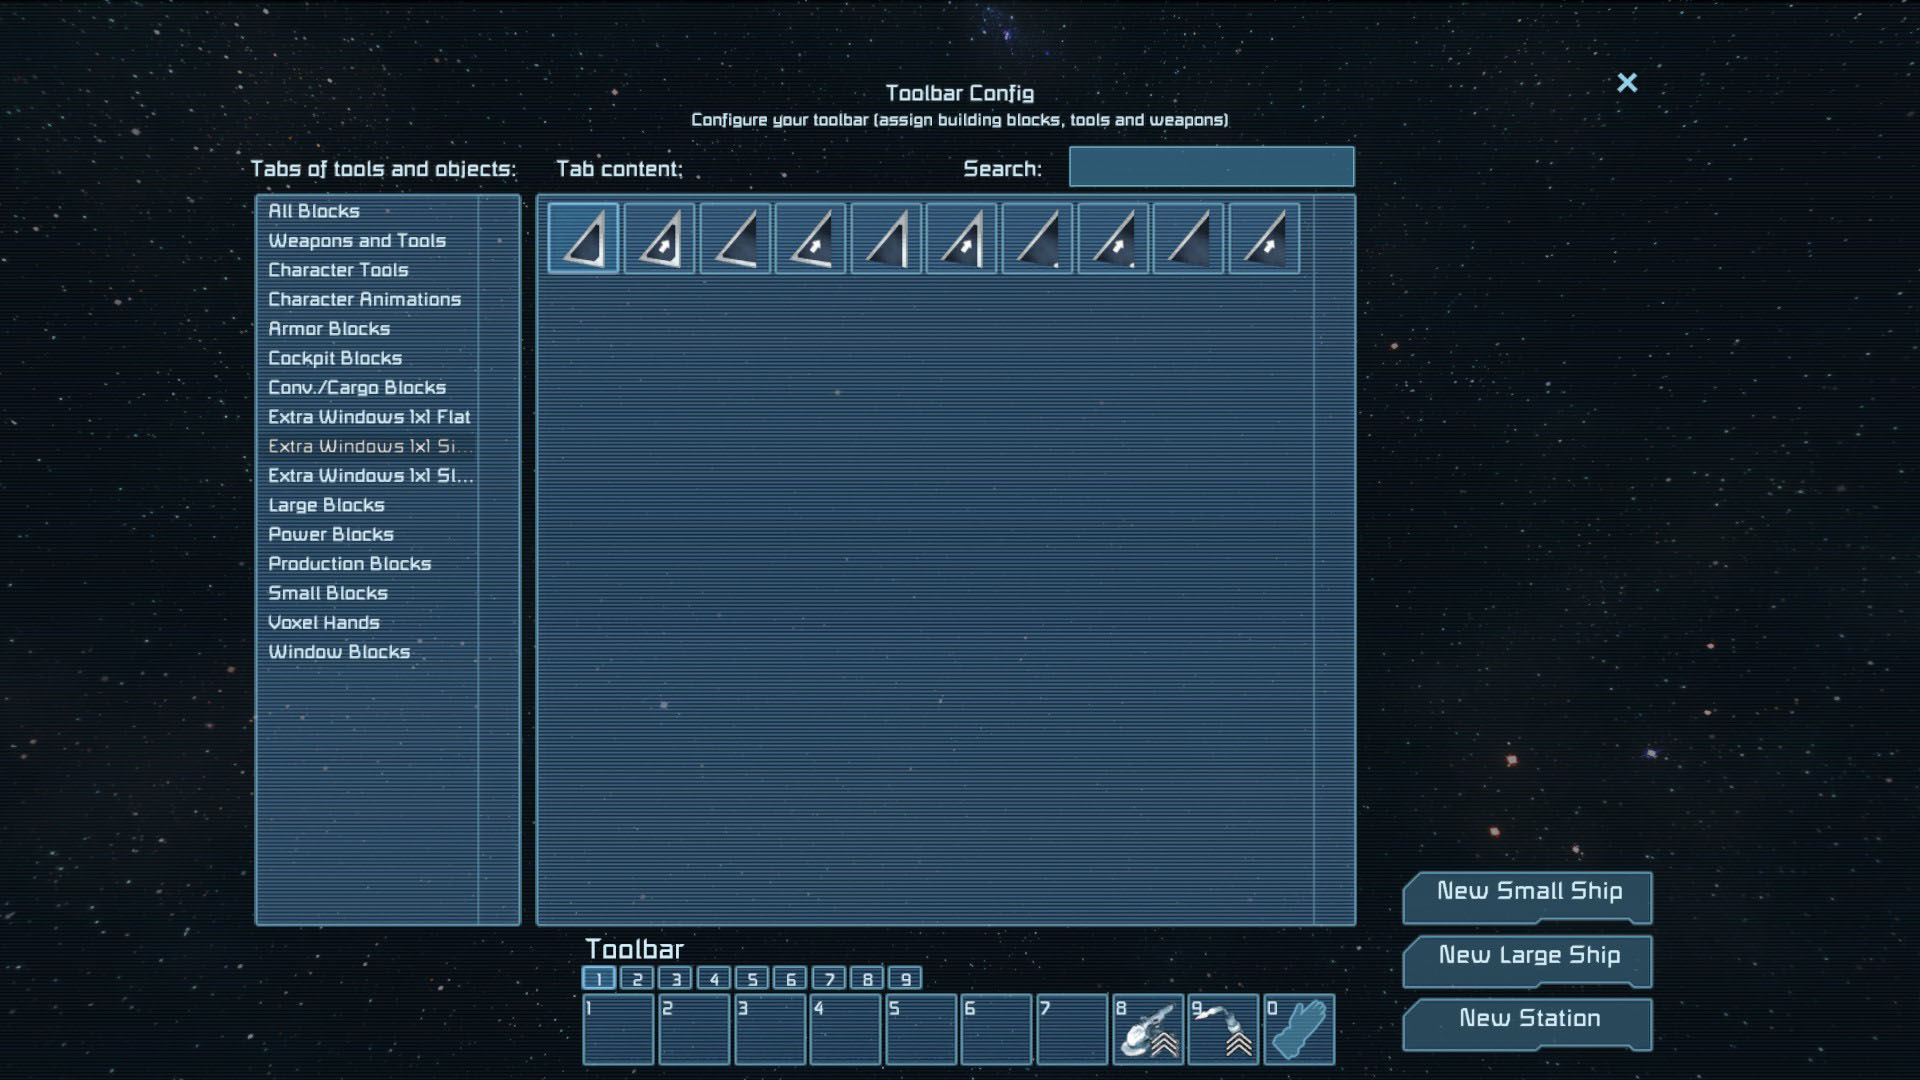 Toolbar Config
Configure your toolbar (assign building blocks, tools and weapons)
Tabs of tools and objects:
Tab content:
Search:
All Blocks
Weapons and Tools
Character Tools
Character Animations
Armor Blocks
Cockpit Blocks
Conv./Cargo Blocks
Extra Windows 1x1 Flat
Extra Windows 1x1 Si...
Extra Windows 1x1 Sl...
Large Blocks
Power Blocks
Production Blocks
Small Blocks
Voxel Hands
Window Blocks
New Small Ship
New Large Ship
New Station
Toolbar
1 2 3 4 5 6 7 8 9
1 2 3 4 5 6 7 8 9 0